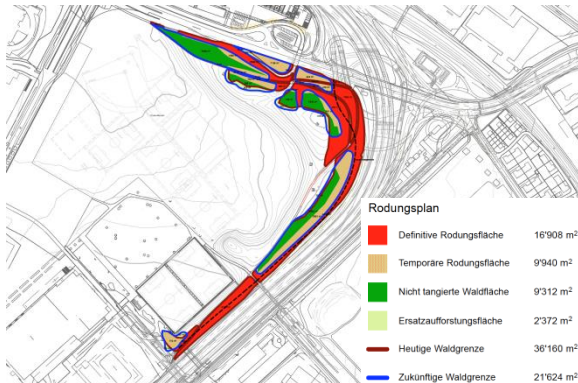 Rodungsplan
Definitive Rodungsfläche 16'908 m²
Temporäre Rodungsfläche 9'940 m²
Nicht tangierte Waldfläche 9'312 m²
Ersatzaufforstungsfläche 2'372 m²
Heutige Waldgrenze 36'160 m²
Zukünftige Waldgrenze 21'624 m²